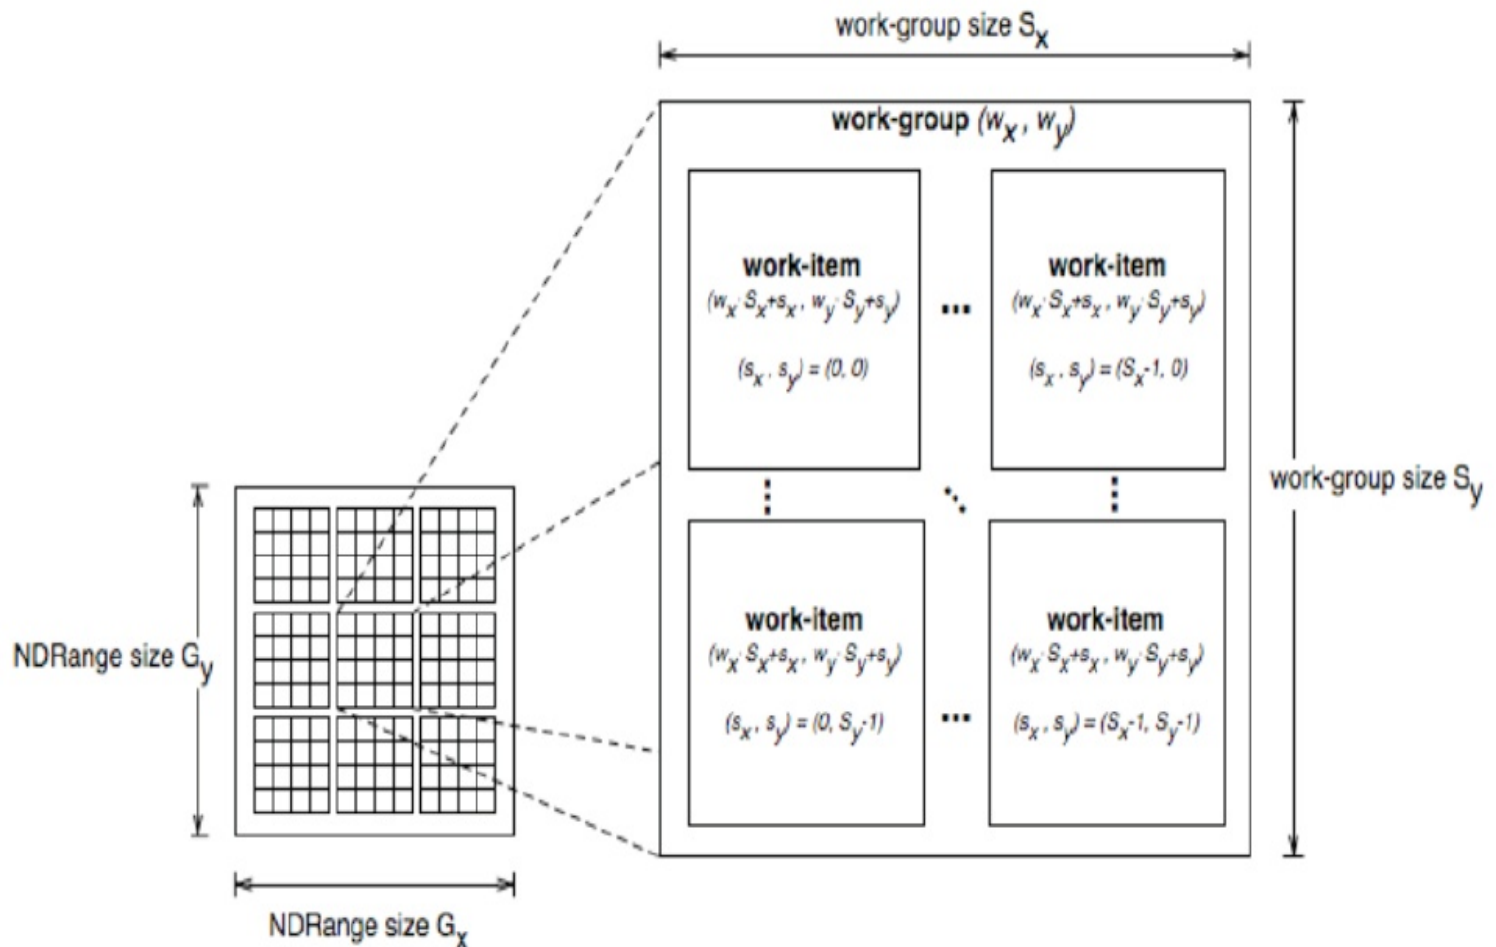 work-group size Sx
work-group (wx, wy)
work-item
(wx·Sx+sx, wy·Sy+sy)
(sx, sy) = (0, 0)
...
work-item
(wx·Sx+sx, wy·Sy+sy)
(sx, sy) = (Sx-1, 0)
work-group size Sy
work-item
(wx·Sx+sx, wy·Sy+sy)
(sx, sy) = (0, Sy-1)
...
work-item
(wx·Sx+sx, wy·Sy+sy)
(sx, sy) = (Sx-1, Sy-1)
NDRange size Gy
NDRange size Gx